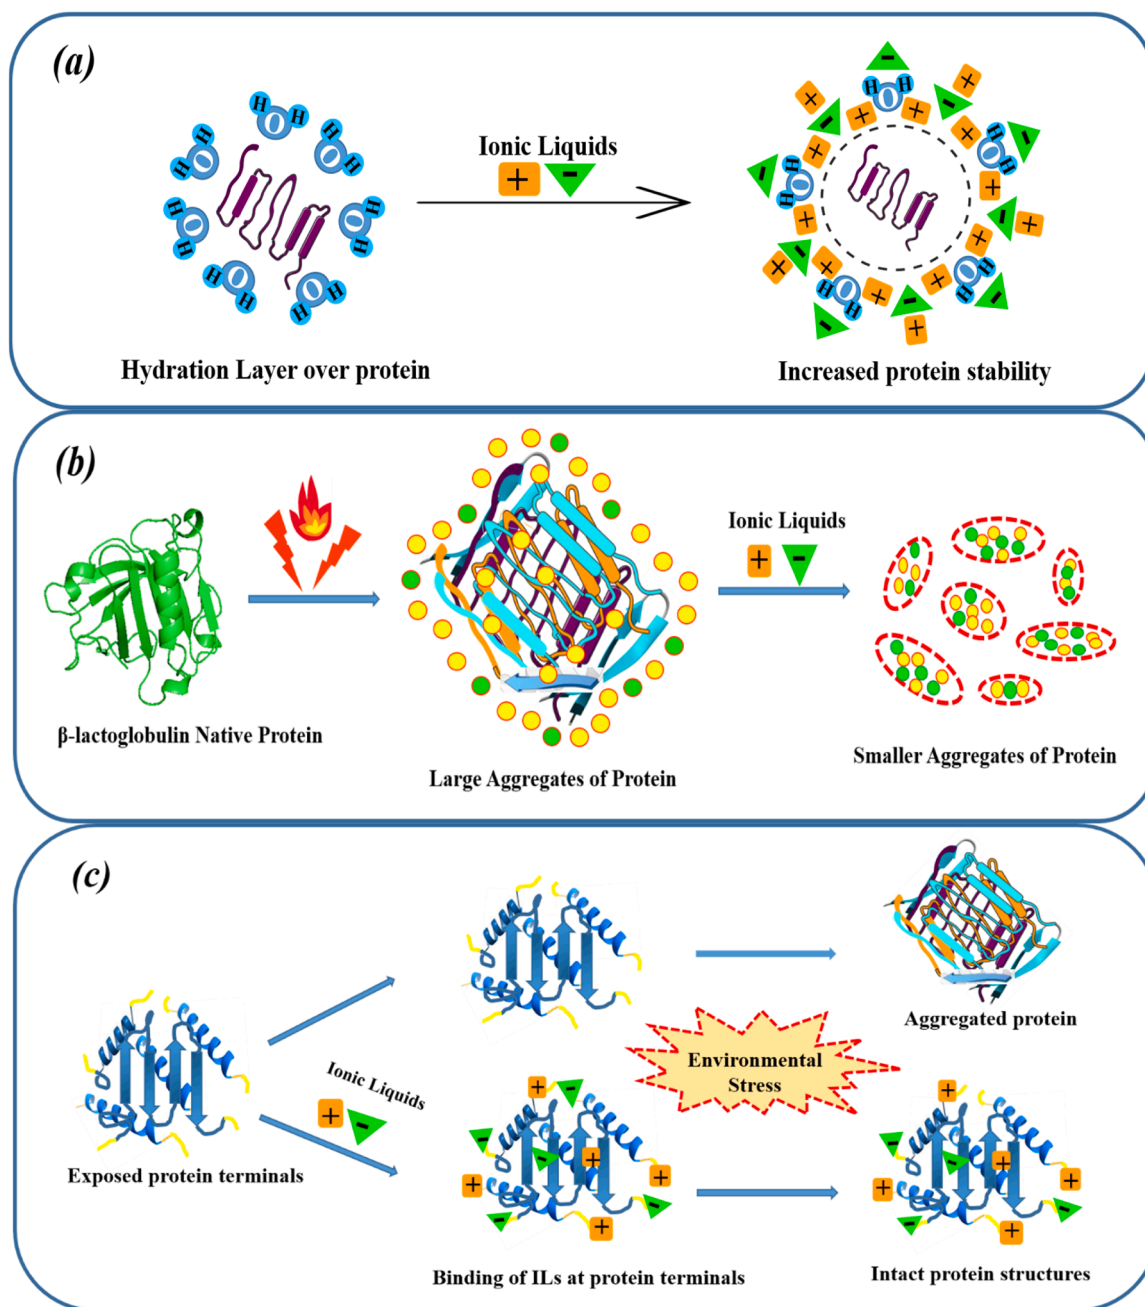 (a)
H H O
H H O
H H O
H H O
H H O
H H O
H H O
Ionic Liquids
+ -
Hydration Layer over protein
Increased protein stability
(b)
Ionic Liquids
+ -
β-lactoglobulin Native Protein
Large Aggregates of Protein
Smaller Aggregates of Protein
(c)
Aggregated protein
Environmental
Stress
Ionic Liquids
+ -
Exposed protein terminals
Binding of ILs at protein terminals
Intact protein structures